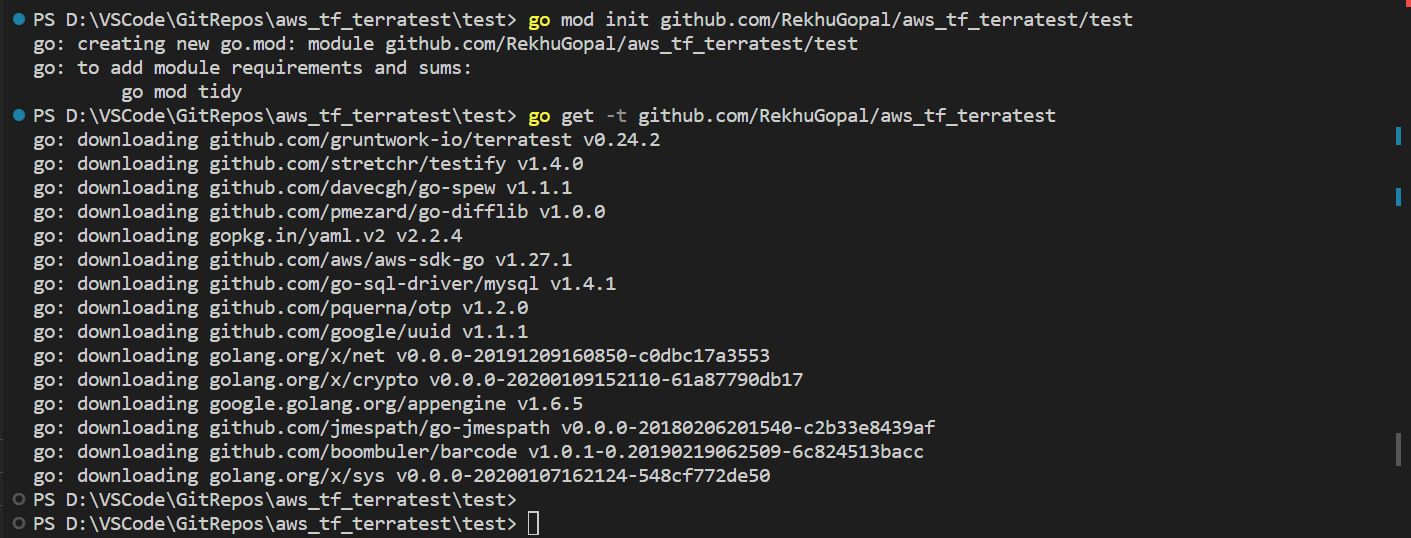 PS D:\VSCode\GitRepos\aws_tf_terratest\test> go mod init github.com/RekhuGopal/aws_tf_terratest/test
go: creating new go.mod: module github.com/RekhuGopal/aws_tf_terratest/test
go: to add module requirements and sums:
        go mod tidy
PS D:\VSCode\GitRepos\aws_tf_terratest\test> go get -t github.com/RekhuGopal/aws_tf_terratest
go: downloading github.com/gruntwork-io/terratest v0.24.2
go: downloading github.com/stretchr/testify v1.4.0
go: downloading github.com/davecgh/go-spew v1.1.1
go: downloading github.com/pmezard/go-difflib v1.0.0
go: downloading gopkg.in/yaml.v2 v2.2.4
go: downloading github.com/aws/aws-sdk-go v1.27.1
go: downloading github.com/go-sql-driver/mysql v1.4.1
go: downloading github.com/pquerna/otp v1.2.0
go: downloading github.com/google/uuid v1.1.1
go: downloading golang.org/x/net v0.0.0-20191209160850-c0dbc17a3553
go: downloading golang.org/x/crypto v0.0.0-20200109152110-61a87790db17
go: downloading google.golang.org/appengine v1.6.5
go: downloading github.com/jmespath/go-jmespath v0.0.0-20180206201540-c2b33e8439af
go: downloading github.com/boombuler/barcode v1.0.1-0.20190219062509-6c824513bacc
go: downloading golang.org/x/sys v0.0.0-20200107162124-548cf772de50
PS D:\VSCode\GitRepos\aws_tf_terratest\test>
PS D:\VSCode\GitRepos\aws_tf_terratest\test>